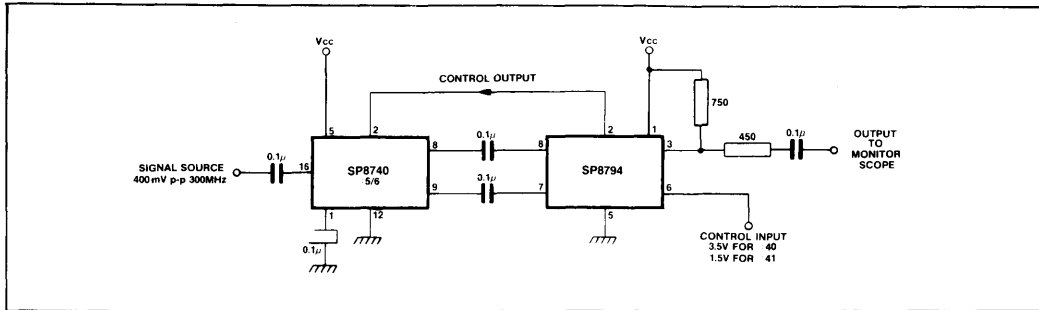 Vcc
Vcc
CONTROL OUTPUT
5
2
2
1
750
450
0.1μ
OUTPUT
TO
MONITOR
SCOPE
SIGNAL SOURCE
400 mV p-p 300MHz
0.1μ
16
SP8740
5/6
8
0.1μ
8
SP8794
3
9
0.1μ
7
6
1
12
5
0.1μ
CONTROL INPUT
3.5V FOR 40
1.5V FOR 41